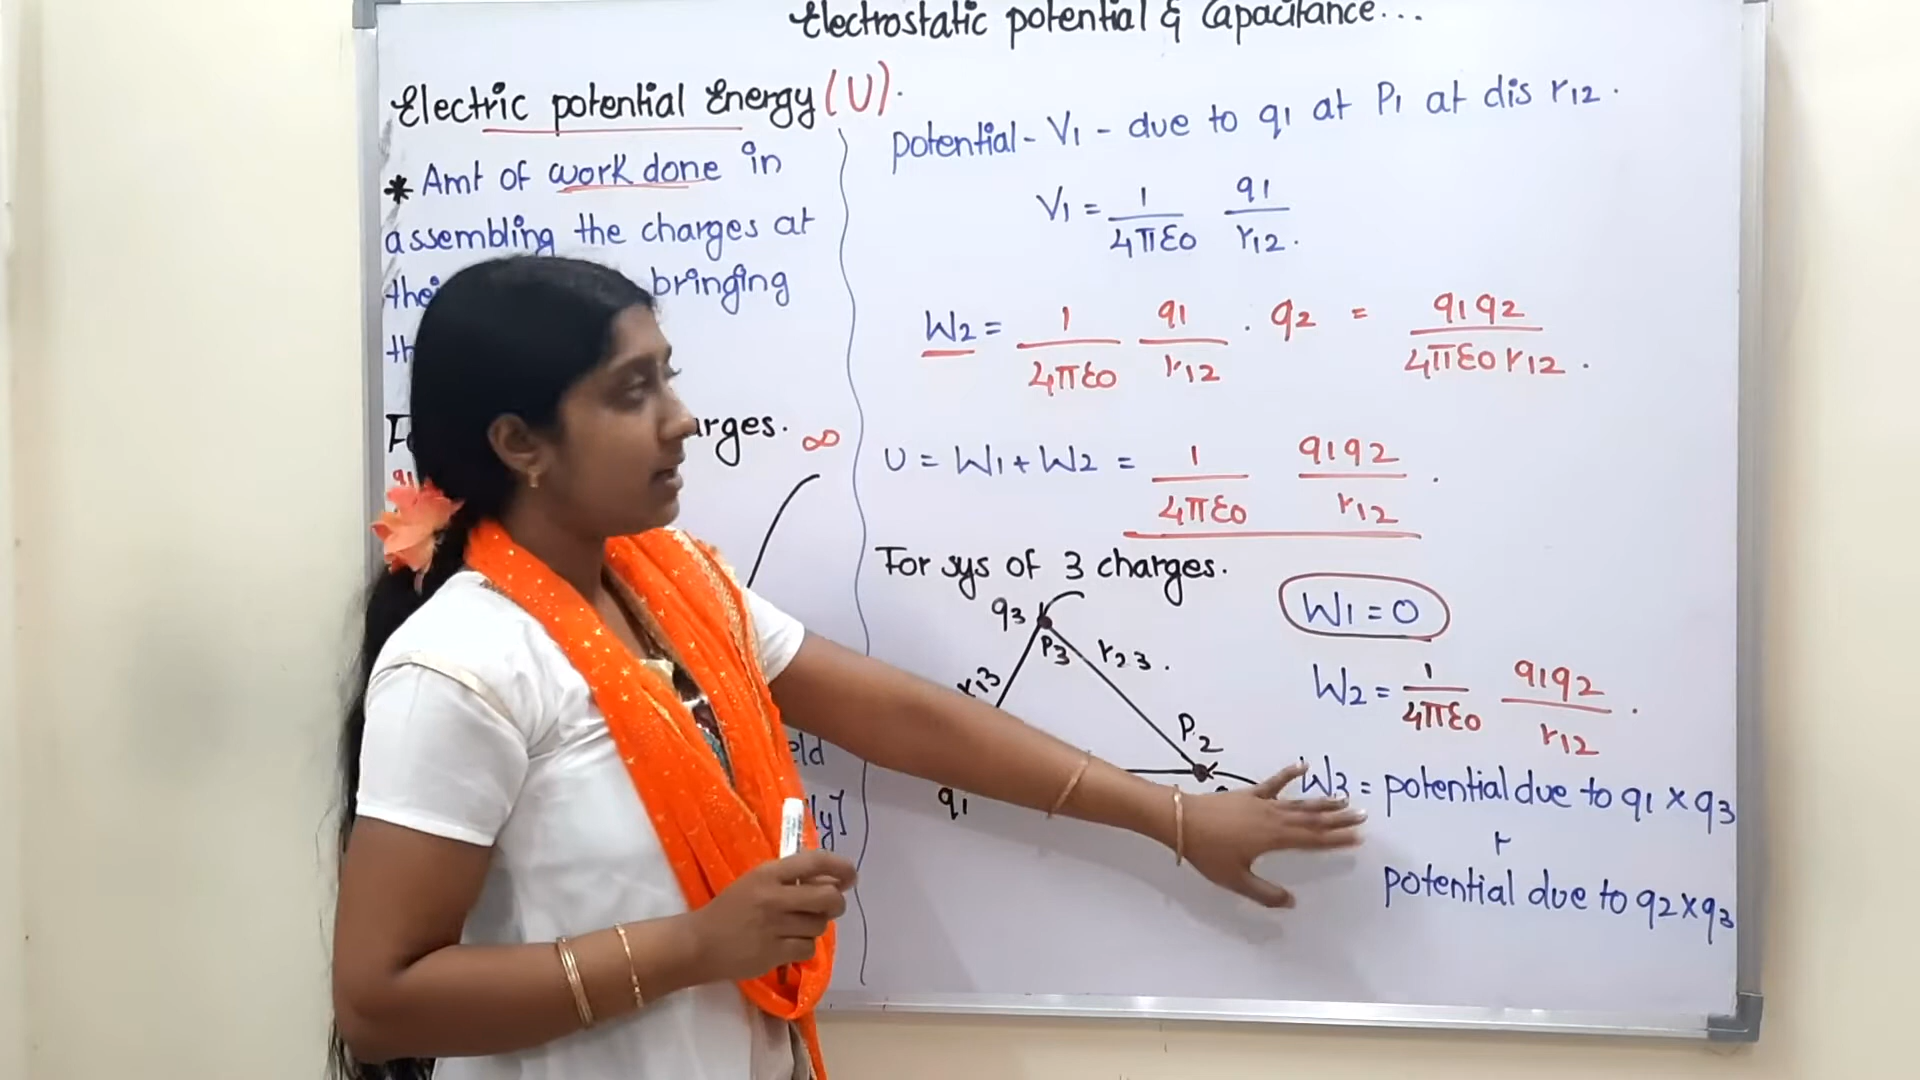 Electrostatic potential & Capacitance...
Electric potential Energy (U).
* Amt of work done in
assembling the charges at
bringing
∞
q1
potential - V1 - due to q1 at P1 at dis r12.
V1 = 1/4πε0 q1/r12.
W2 = 1/4πε0 q1/r12 . q2 = q1q2/4πε0 r12.
U = W1 + W2 = 1/4πε0 q1q2/r12.
For sys of 3 charges.
q3
P3
r23.
r13
P2
q1
W1 = 0
W2 = 1/4πε0 q1q2/r12.
W3 = potential due to q1 × q3
+
potential due to q2 × q3